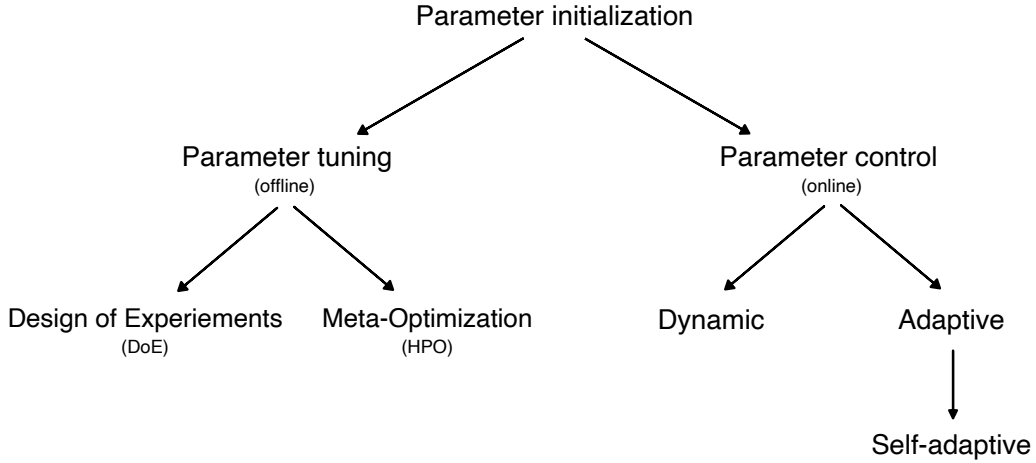 Parameter initialization
Parameter tuning
(offline)
Parameter control
(online)
Design of Experiements
(DoE)
Meta-Optimization
(HPO)
Dynamic
Adaptive
Self-adaptive